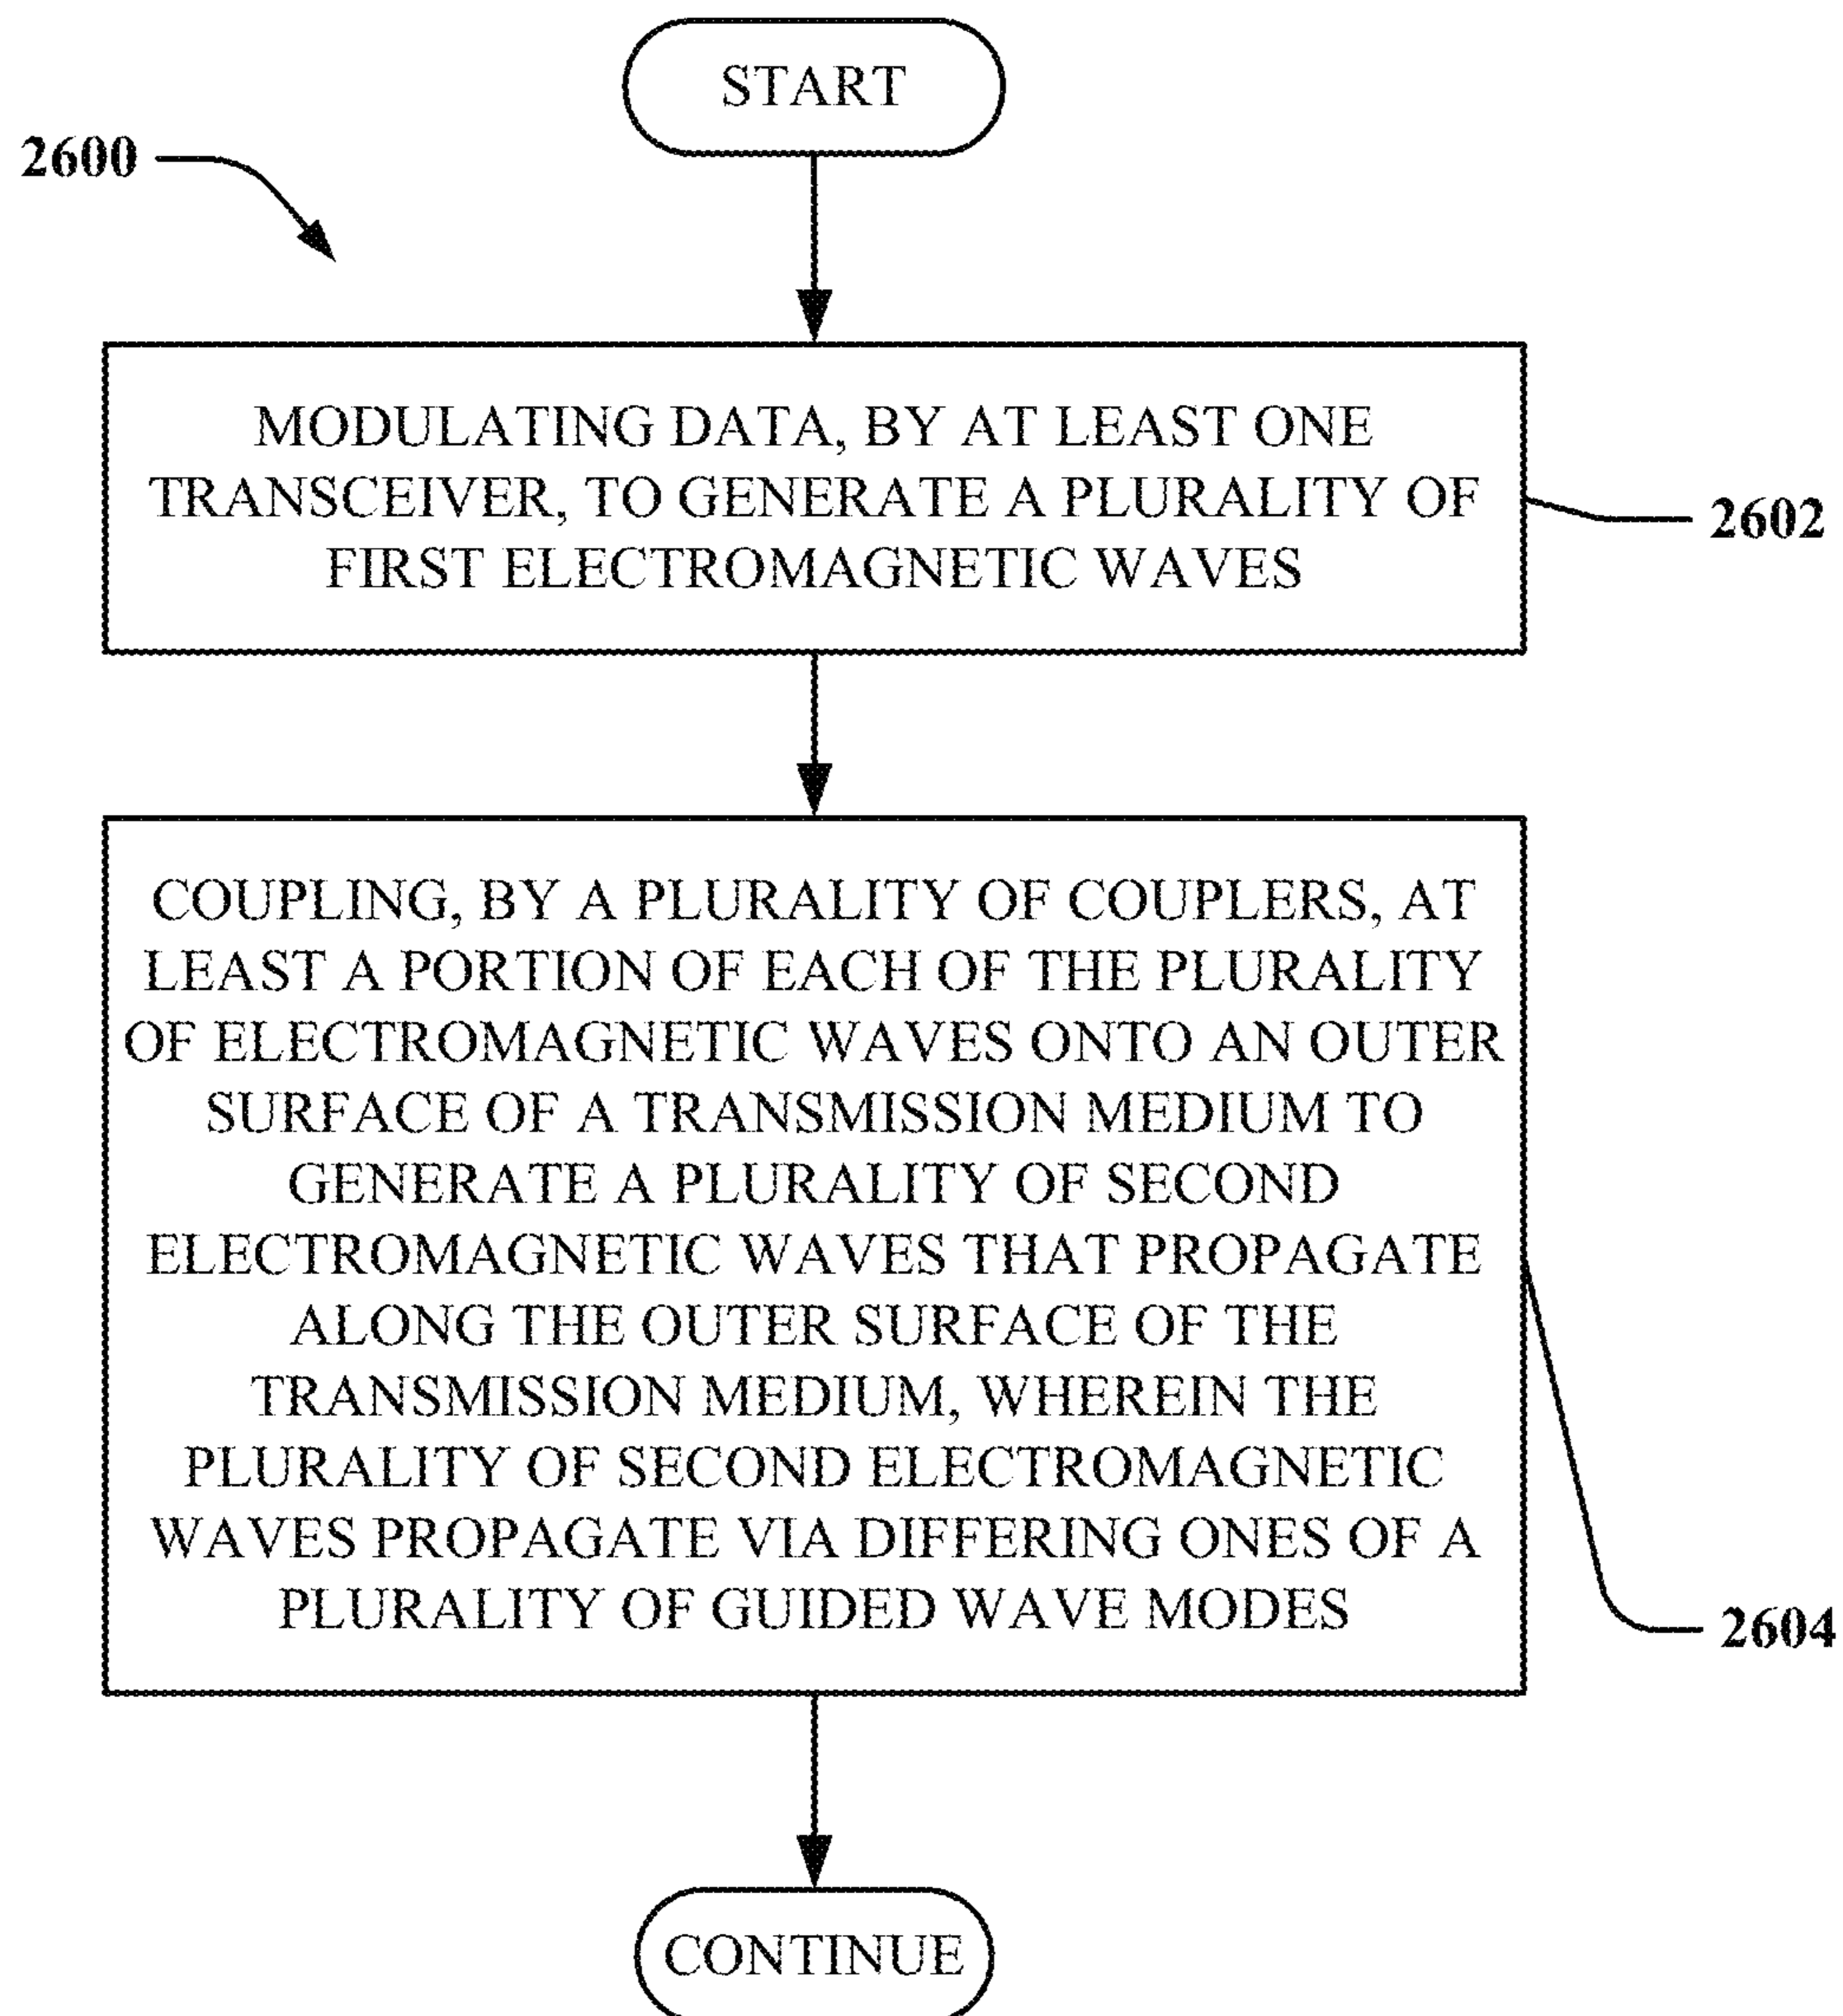 START
2600
MODULATING DATA, BY AT LEAST ONE
TRANSCEIVER, TO GENERATE A PLURALITY OF
FIRST ELECTROMAGNETIC WAVES
2602
COUPLING, BY A PLURALITY OF COUPLERS, AT
LEAST A PORTION OF EACH OF THE PLURALITY
OF ELECTROMAGNETIC WAVES ONTO AN OUTER
SURFACE OF A TRANSMISSION MEDIUM TO
GENERATE A PLURALITY OF SECOND
ELECTROMAGNETIC WAVES THAT PROPAGATE
ALONG THE OUTER SURFACE OF THE
TRANSMISSION MEDIUM, WHEREIN THE
PLURALITY OF SECOND ELECTROMAGNETIC
WAVES PROPAGATE VIA DIFFERING ONES OF A
PLURALITY OF GUIDED WAVE MODES
2604
CONTINUE